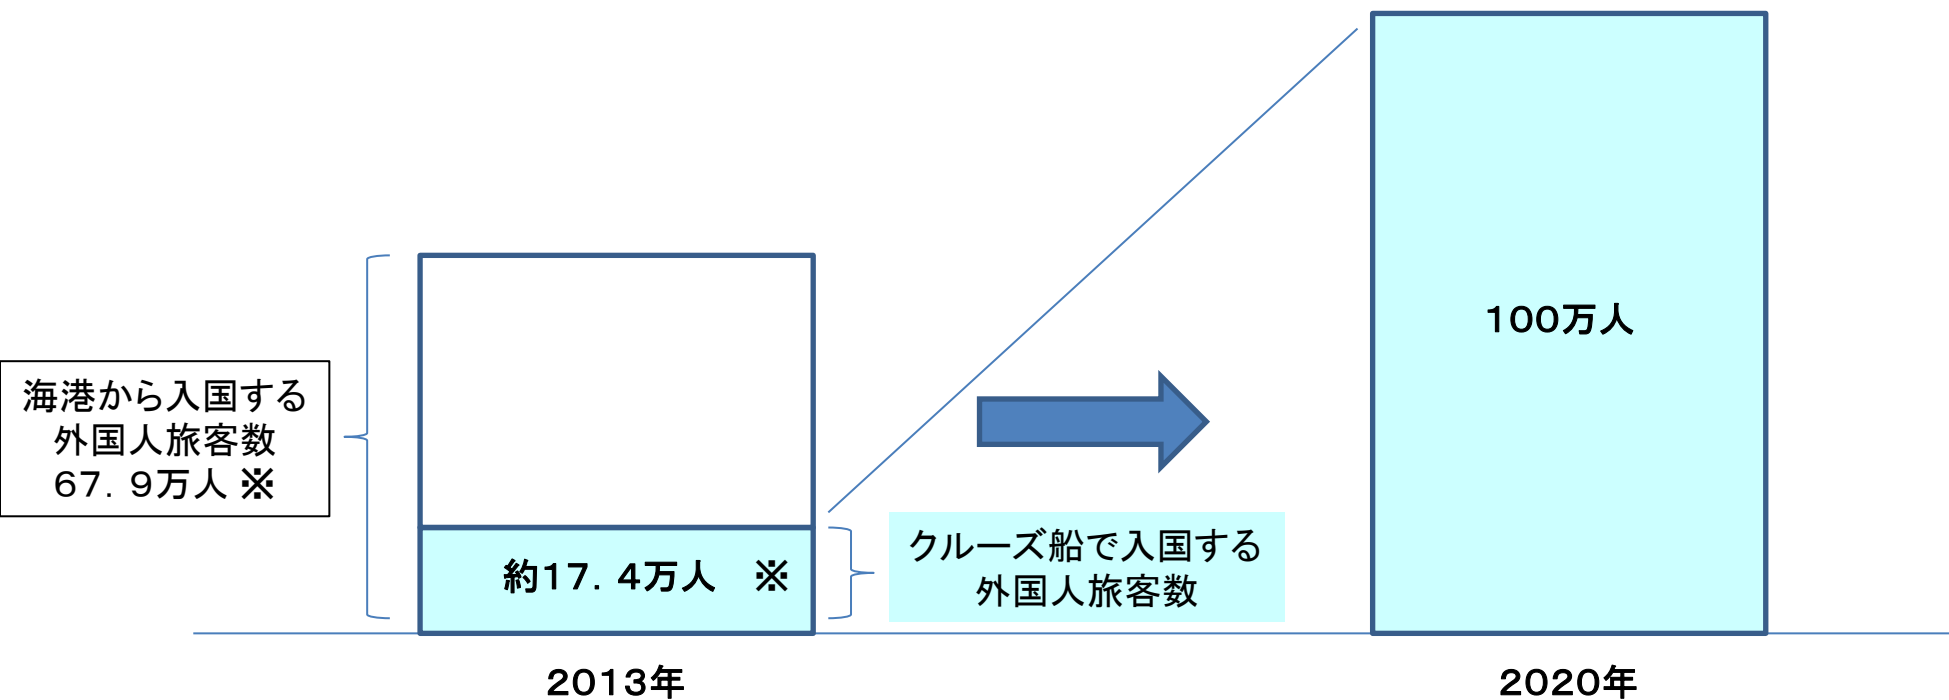 100万人
海港から入国する
外国人旅客数
67.9万人 ※
クルーズ船で入国する
外国人旅客数
約17.4万人　※
2013年
2020年